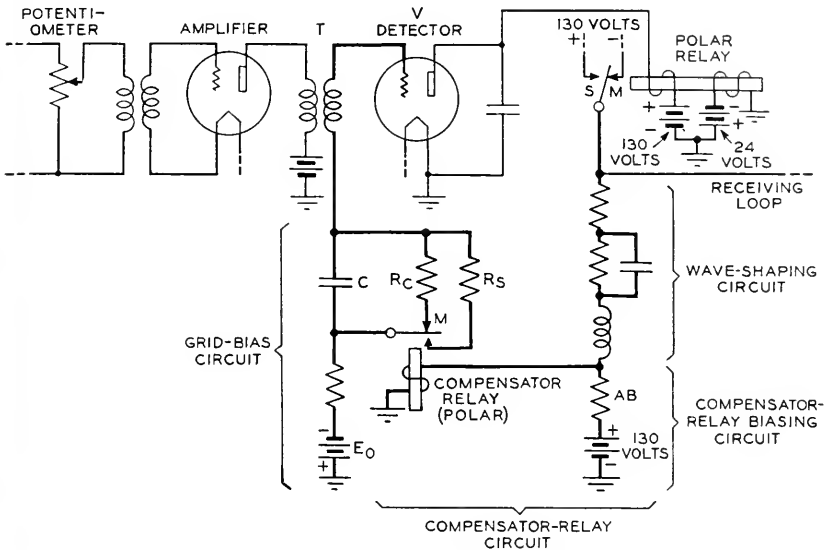 POTENTI-
OMETER
AMPLIFIER
T
V
DETECTOR
130 VOLTS
+ -
S M
POLAR
RELAY
+ -
- +
130
VOLTS
24
VOLTS
RECEIVING
LOOP
WAVE-SHAPING
CIRCUIT
C
RC
RS
M
GRID-BIAS
CIRCUIT
COMPENSATOR
RELAY
(POLAR)
AB
COMPENSATOR-
RELAY BIASING
CIRCUIT
-
E0
+
+
130
VOLTS
-
COMPENSATOR-RELAY
CIRCUIT